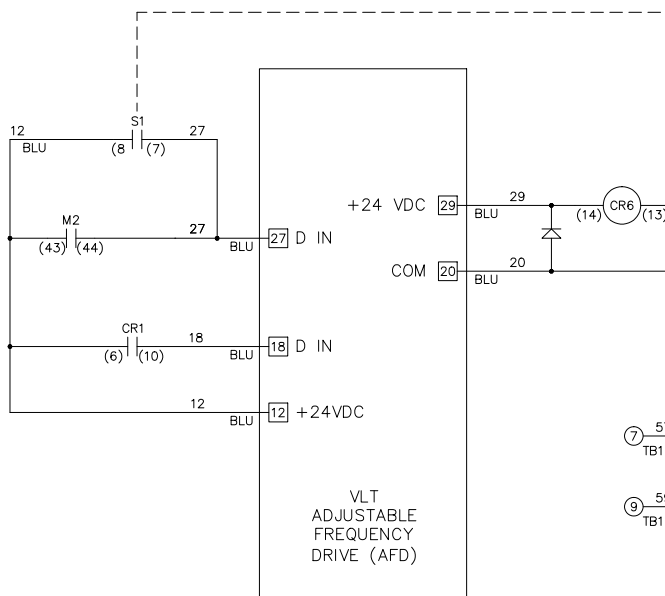 S1
12
27
BLU
(8
(7)
M2
27
(43)
(44)
BLU
27
D IN
+24 VDC
29
29
BLU
(14)
CR6
(13)
COM
20
20
BLU
CR1
18
(6)
(10)
BLU
18
D IN
12
BLU
12
+24VDC
7
57
TB1
9
59
TB1
VLT
ADJUSTABLE
FREQUENCY
DRIVE (AFD)